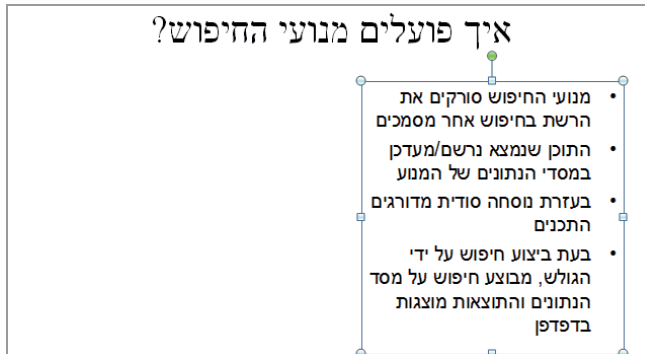 איך פועלים מנועי החיפוש?
• מנועי החיפוש סורקים את
הרשת בחיפוש אחר מסמכים
• התוכן שנמצא נרשם/מעדכן
במסדי הנתונים של המנוע
• בעזרת נוסחה סודית מדורגים
התכנים
• בעת ביצוע חיפוש על ידי
הגולש, מבוצע חיפוש על מסד
הנתונים והתוצאות מוצגות
בדפדפן